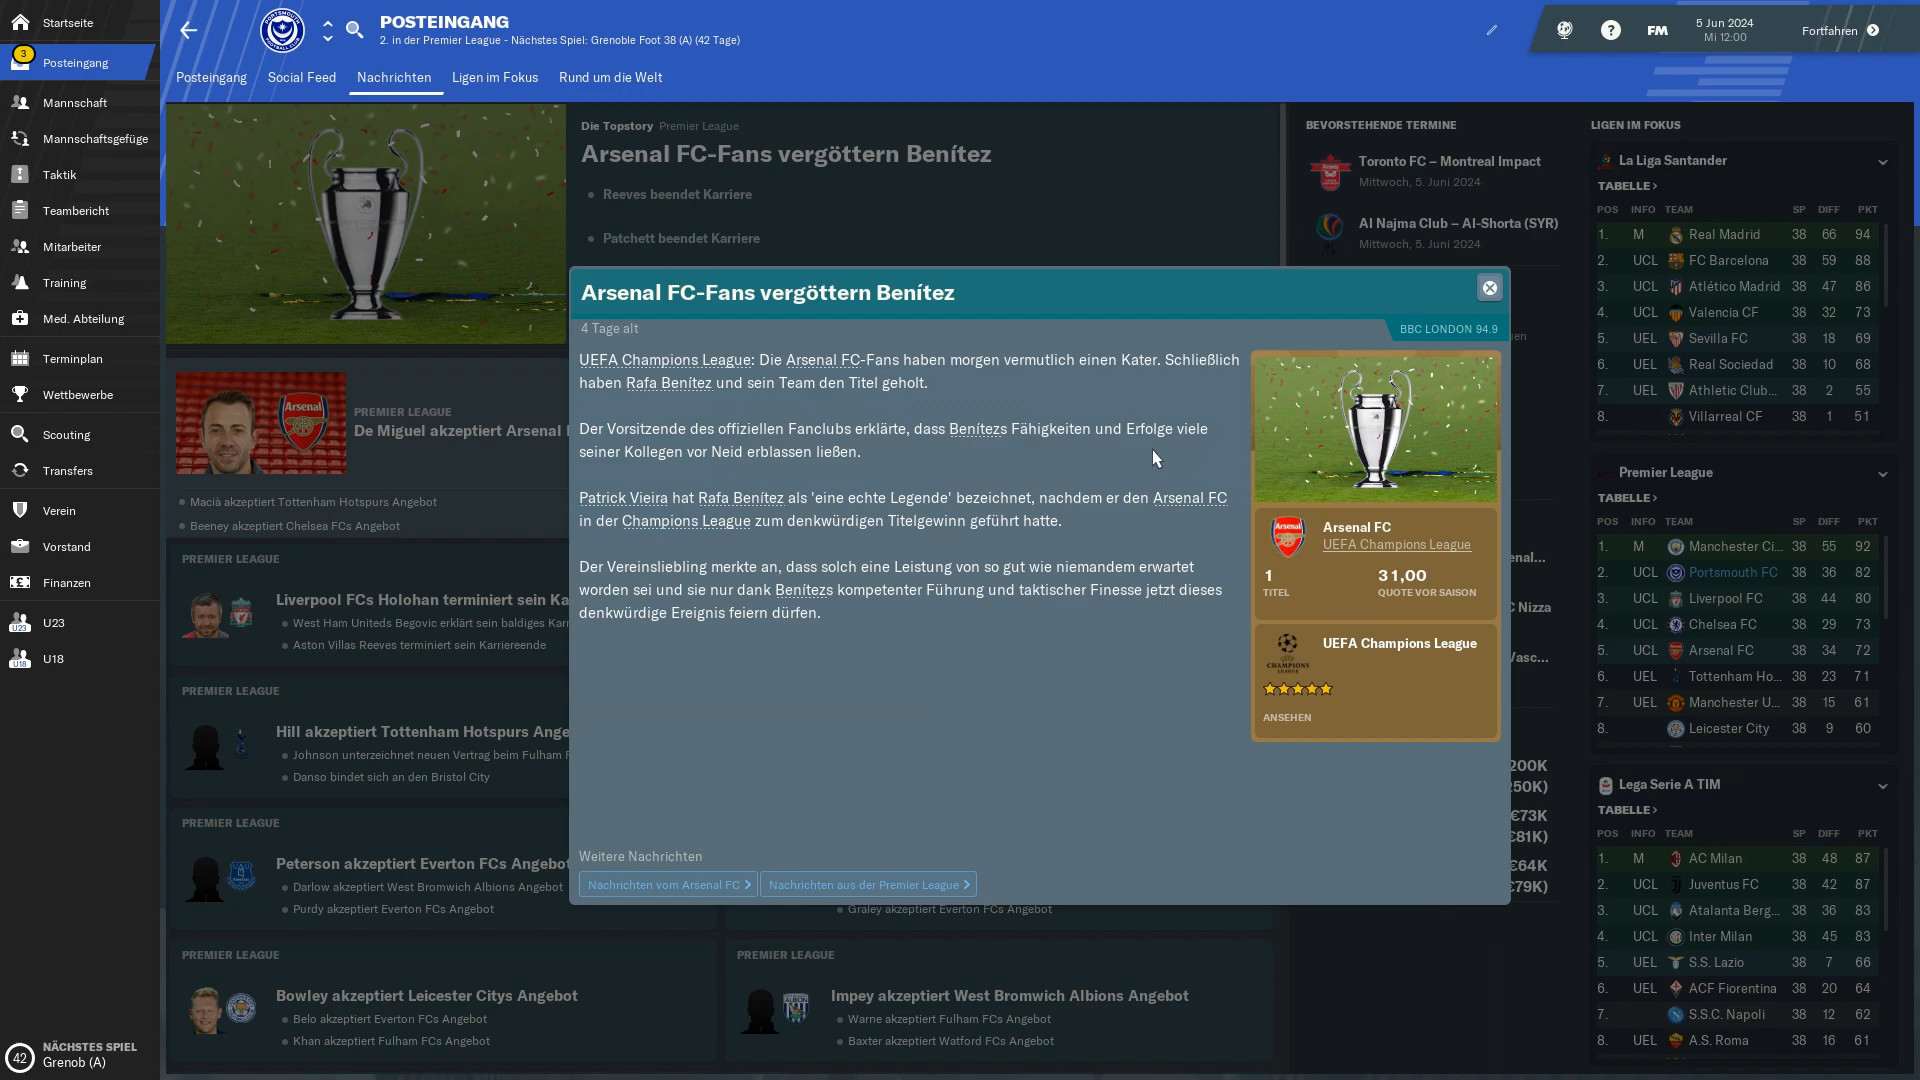 Startseite
3
Posteingang
Mannschaft
Mannschaftsgefüge
Taktik
Teambericht
Mitarbeiter
Training
Med. Abteilung
Terminplan
Wettbewerbe
Scouting
Transfers
Verein
Vorstand
Finanzen
U23
U23
U18
U18
42
NÄCHSTES SPIEL
Grenob (A)
POSTEINGANG
2. in der Premier League - Nächstes Spiel: Grenoble Foot 38 (A) (42 Tage)
FM
5 Jun 2024
Mi 12:00
Fortfahren
Posteingang
Social Feed
Nachrichten
Ligen im Fokus
Rund um die Welt
Die Topstory Premier League
Arsenal FC-Fans vergöttern Benítez
Reeves beendet Karriere
Patchett beendet Karriere
Arsenal FC-Fans vergöttern Benítez
4 Tage alt
BBC LONDON 94.9
UEFA Champions League: Die Arsenal FC-Fans haben morgen vermutlich einen Kater. Schließlich
haben Rafa Benítez und sein Team den Titel geholt.
Der Vorsitzende des offiziellen Fanclubs erklärte, dass Benítezs Fähigkeiten und Erfolge viele
seiner Kollegen vor Neid erblassen ließen.
Patrick Vieira hat Rafa Benítez als 'eine echte Legende' bezeichnet, nachdem er den Arsenal FC
in der Champions League zum denkwürdigen Titelgewinn geführt hatte.
Der Vereinsliebling merkte an, dass solch eine Leistung von so gut wie niemandem erwartet
worden sei und sie nur dank Benítezs kompetenter Führung und taktischer Finesse jetzt dieses
denkwürdige Ereignis feiern dürfen.
Arsenal FC
UEFA Champions League
1
TITEL
31,00
QUOTE VOR SAISON
UEFA Champions League
CHAMPIONS LEAGUE
ANSEHEN
Weitere Nachrichten
Nachrichten vom Arsenal FC
Nachrichten aus der Premier League
PREMIER LEAGUE
De Miguel akzeptiert Arsenal
Macià akzeptiert Tottenham Hotspurs Angebot
Beeney akzeptiert Chelsea FCs Angebot
PREMIER LEAGUE
Liverpool FCs Holohan terminiert sein Ka
West Ham Uniteds Begovic erklärt sein baldiges Karr
Aston Villas Reeves terminiert sein Karriereende
PREMIER LEAGUE
Hill akzeptiert Tottenham Hotspurs Ange
Johnson unterzeichnet neuen Vertrag beim Fulham F
Danso bindet sich an den Bristol City
PREMIER LEAGUE
Peterson akzeptiert Everton FCs Angebot
Darlow akzeptiert West Bromwich Albions Angebot
Purdy akzeptiert Everton FCs Angebot
Graley akzeptiert Everton FCs Angebot
PREMIER LEAGUE
Bowley akzeptiert Leicester Citys Angebot
Belo akzeptiert Everton FCs Angebot
Khan akzeptiert Fulham FCs Angebot
PREMIER LEAGUE
Impey akzeptiert West Bromwich Albions Angebot
Warne akzeptiert Fulham FCs Angebot
Baxter akzeptiert Watford FCs Angebot
BEVORSTEHENDE TERMINE
Toronto FC – Montreal Impact
Mittwoch, 5. Juni 2024
Al Najma Club – Al-Shorta (SYR)
Mittwoch, 5. Juni 2024
en
enal...
C Nizza
Vasc...
200K
50K)
€73K
€81K)
€64K
€79K)
LIGEN IM FOKUS
La Liga Santander
TABELLE >
POS INFO TEAM SP DIFF PKT
1. M Real Madrid 38 66 94
2. UCL FC Barcelona 38 59 88
3. UCL Atlético Madrid 38 47 86
4. UCL Valencia CF 38 32 73
5. UEL Sevilla FC 38 18 69
6. UEL Real Sociedad 38 10 68
7. UEL Athletic Club... 38 2 55
8. Villarreal CF 38 1 51
Premier League
TABELLE >
POS INFO TEAM SP DIFF PKT
1. M Manchester Ci... 38 55 92
2. UCL Portsmouth FC 38 36 82
3. UCL Liverpool FC 38 44 80
4. UCL Chelsea FC 38 29 73
5. UCL Arsenal FC 38 34 72
6. UEL Tottenham Ho... 38 23 71
7. UEL Manchester U... 38 15 61
8. Leicester City 38 9 60
Lega Serie A TIM
TABELLE >
POS INFO TEAM SP DIFF PKT
1. M AC Milan 38 48 87
2. UCL Juventus FC 38 42 87
3. UCL Atalanta Berg... 38 36 83
4. UCL Inter Milan 38 45 83
5. UEL S.S. Lazio 38 7 66
6. UEL ACF Fiorentina 38 20 64
7. S.S.C. Napoli 38 12 62
8. UEL A.S. Roma 38 16 61